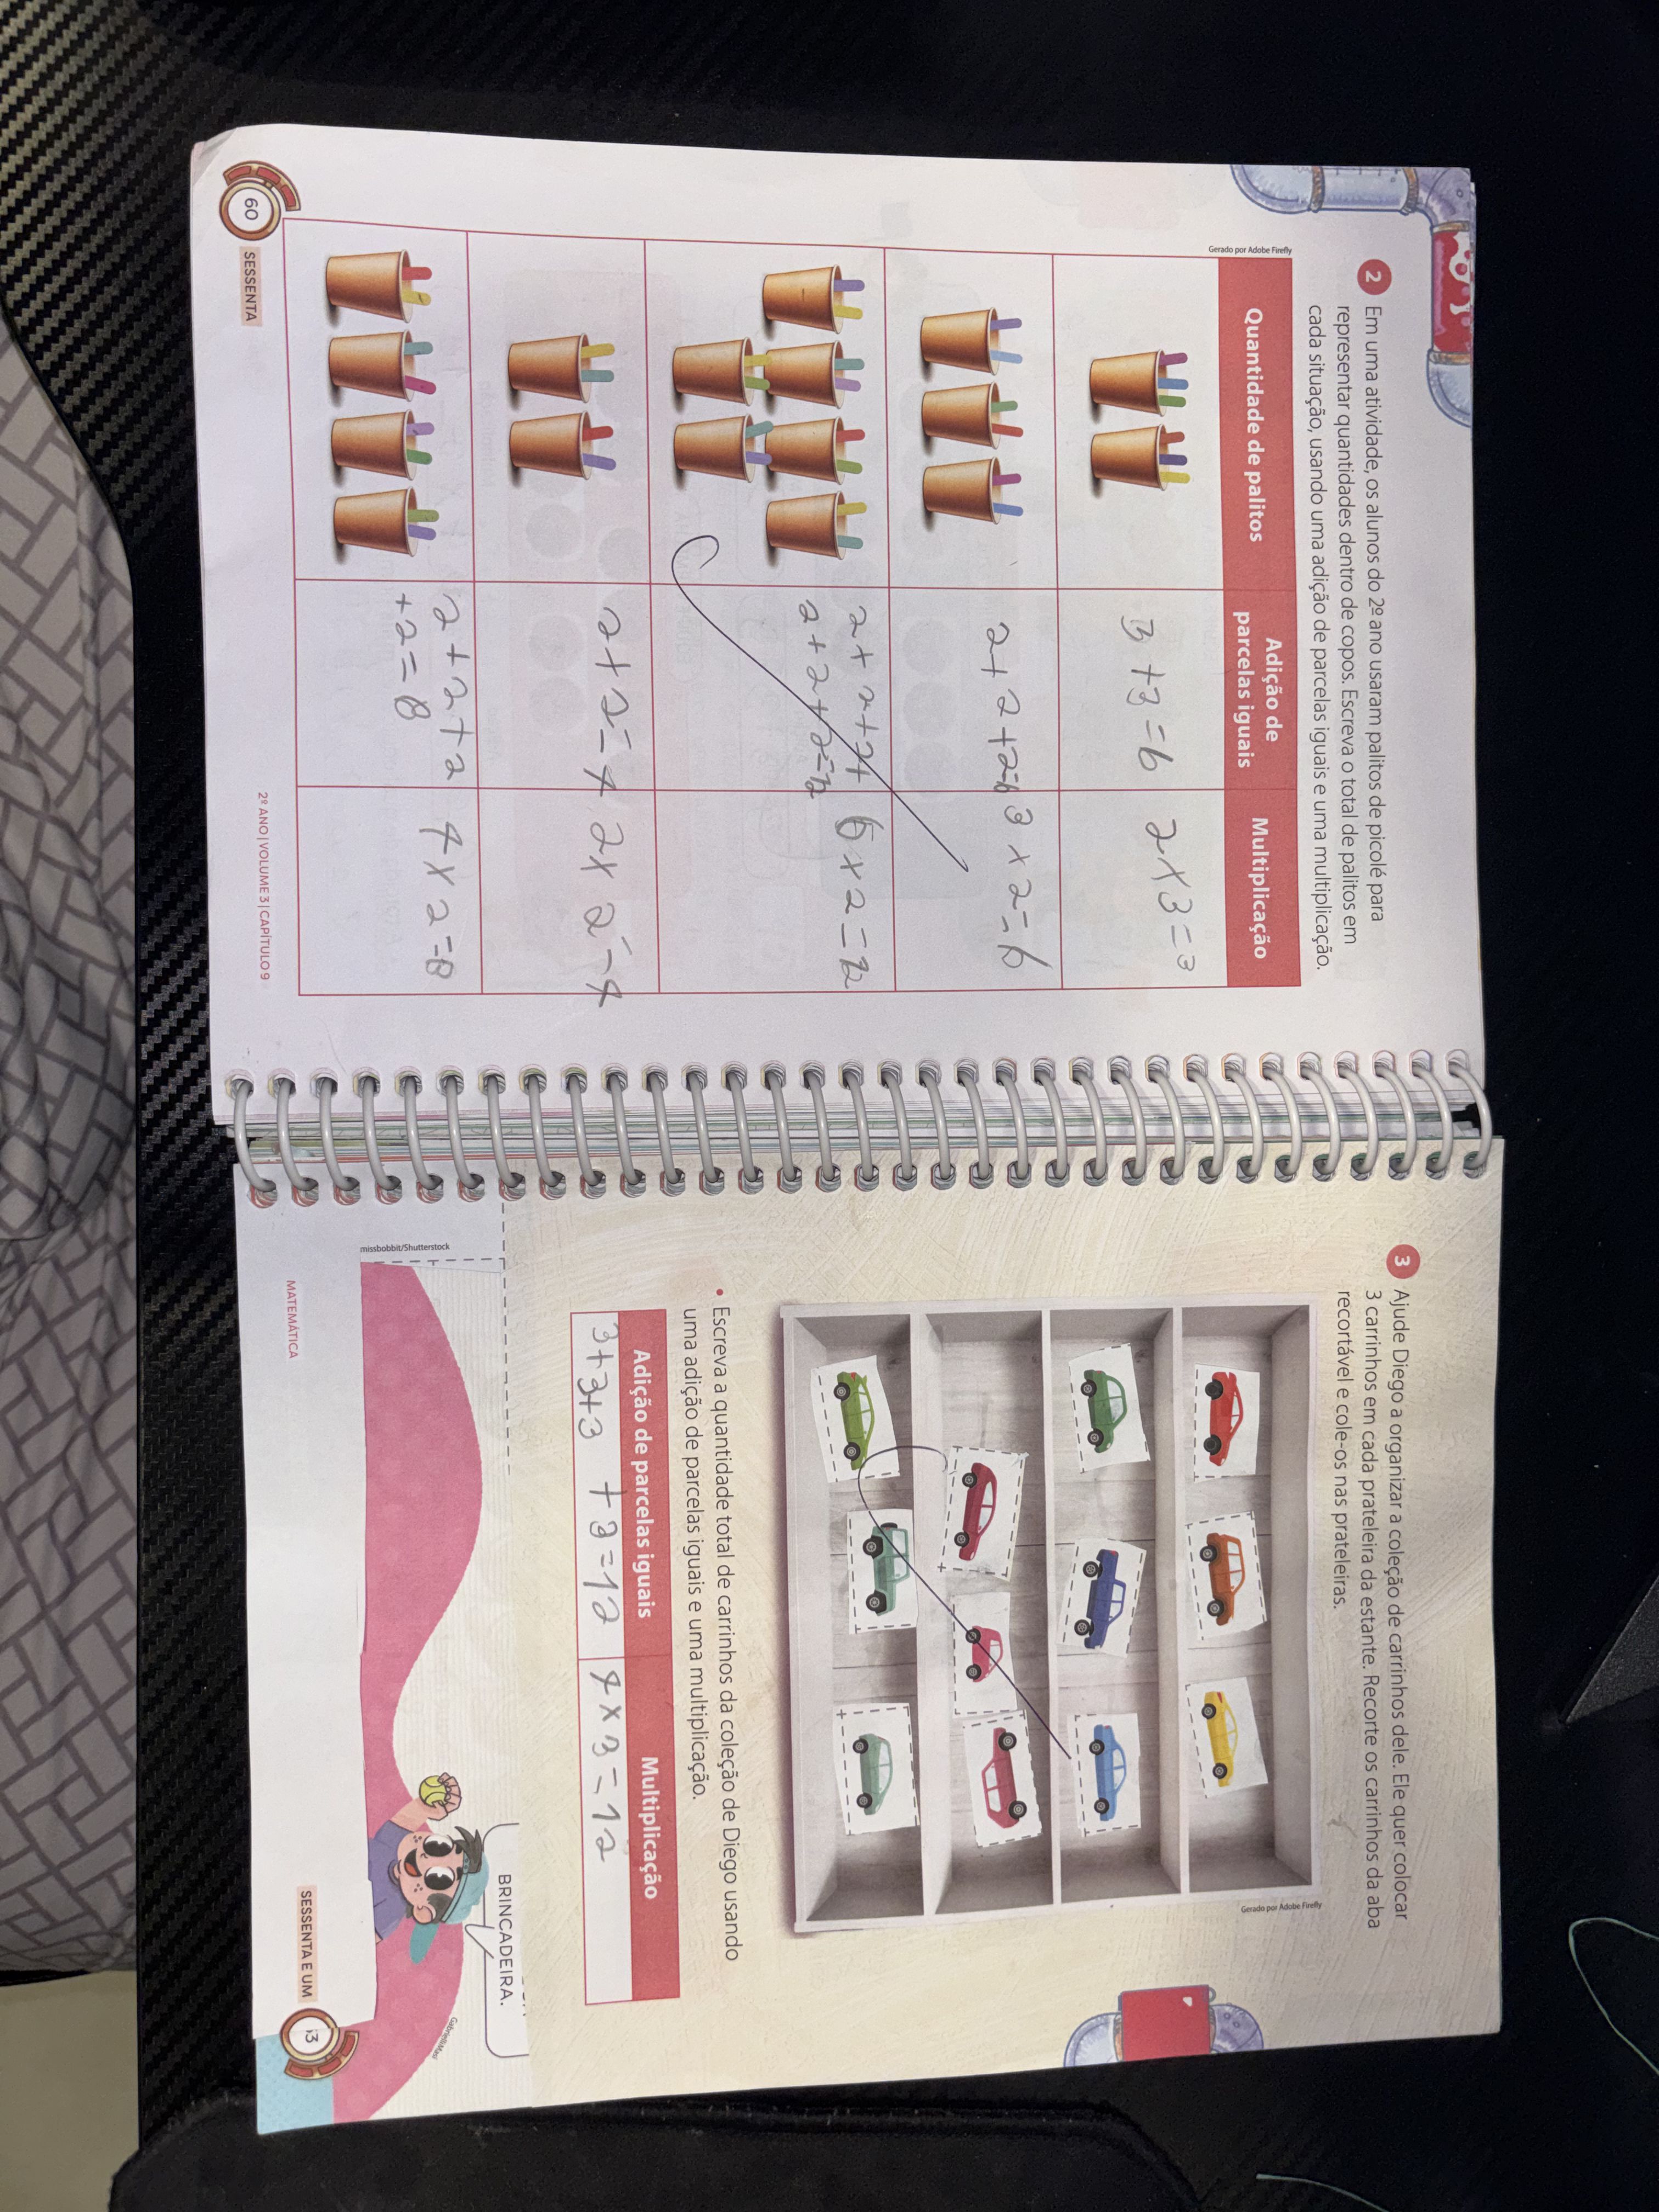 2 Em uma atividade, os alunos do 2º ano usaram palitos de picolé para
representar quantidades dentro de copos. Escreva o total de palitos em
cada situação, usando uma adição de parcelas iguais e uma multiplicação.
Gerado por Adobe Firefly
Quantidade de palitos
Adição de
parcelas iguais
Multiplicação
3+3=6
2x3=3
2+2+2=6
3x2=6
2+2+2+
2+2+2=12
6x2=12
2+2=4
2x2=4
2+2+2
+2=8
4x2=8
60
SESSENTA
2º ANO | VOLUME 3 | CAPÍTULO 9
3 Ajude Diego a organizar a coleção de carrinhos dele. Ele quer colocar
3 carrinhos em cada prateleira da estante. Recorte os carrinhos da aba
recortável e cole-os nas prateleiras.
Gerado por Adobe Firefly
• Escreva a quantidade total de carrinhos da coleção de Diego usando
uma adição de parcelas iguais e uma multiplicação.
Adição de parcelas iguais
Multiplicação
3+3+3+3=12
4x3=12
missbobbit/Shutterstock
BRINCADEIRA.
MATEMÁTICA
SESSENTA E UM